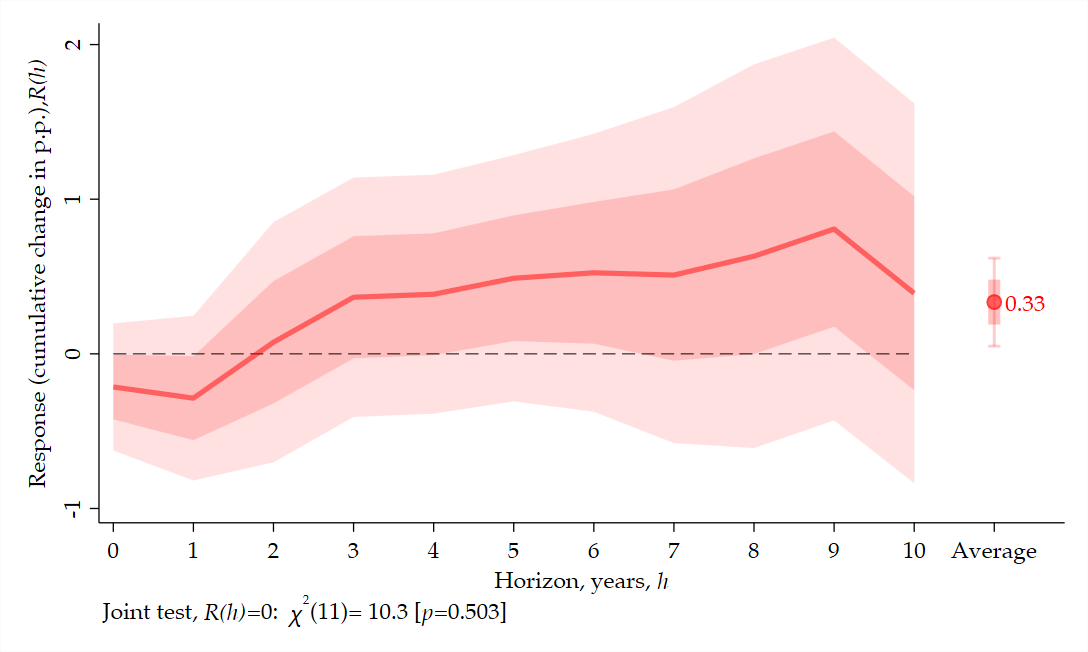 Response (cumulative change in p.p.),R(h)
2
1
0
-1
0 1 2 3 4 5 6 7 8 9 10 Average
0.33
Horizon, years, h
Joint test, R(h)=0: χ²(11)= 10.3 [p=0.503]